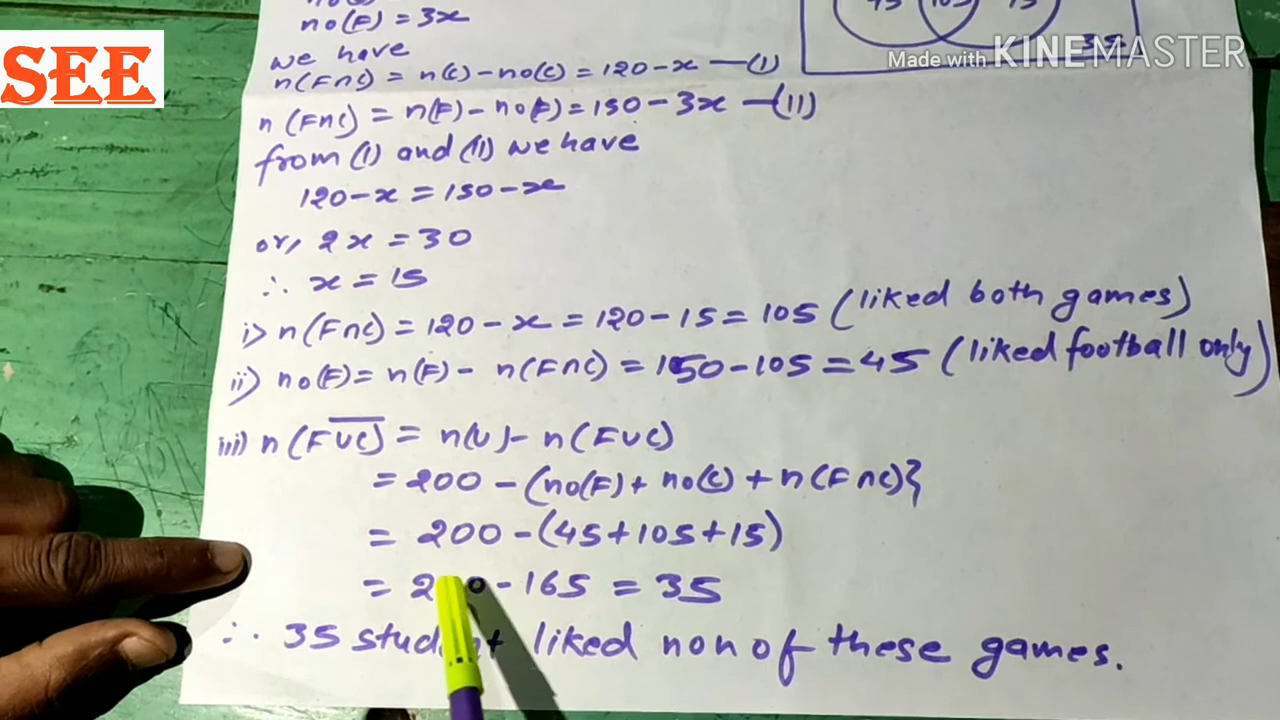 no(F) = 3x
we have
n(F∩C) = n(C) - no(C) = 120 - x —(I)
n(F∩C) = n(F) - no(F) = 150 - 3x —(II)
from (I) and (II) we have
120 - x = 150 - x
or, 2x = 30
∴ x = 15
i) n(F∩C) = 120 - x = 120 - 15 = 105 (liked both games)
ii) no(F) = n(F) - n(F∩C) = 150 - 105 = 45 (liked football only)
iii) n(F̅U̅C̅) = n(U) - n(FUC)
= 200 - (no(F) + no(C) + n(F∩C)}
= 200 - (45 + 105 + 15)
= 200 - 165 = 35
∴ 35 student liked non of these games.
35
SEE
Made with KINEMASTER